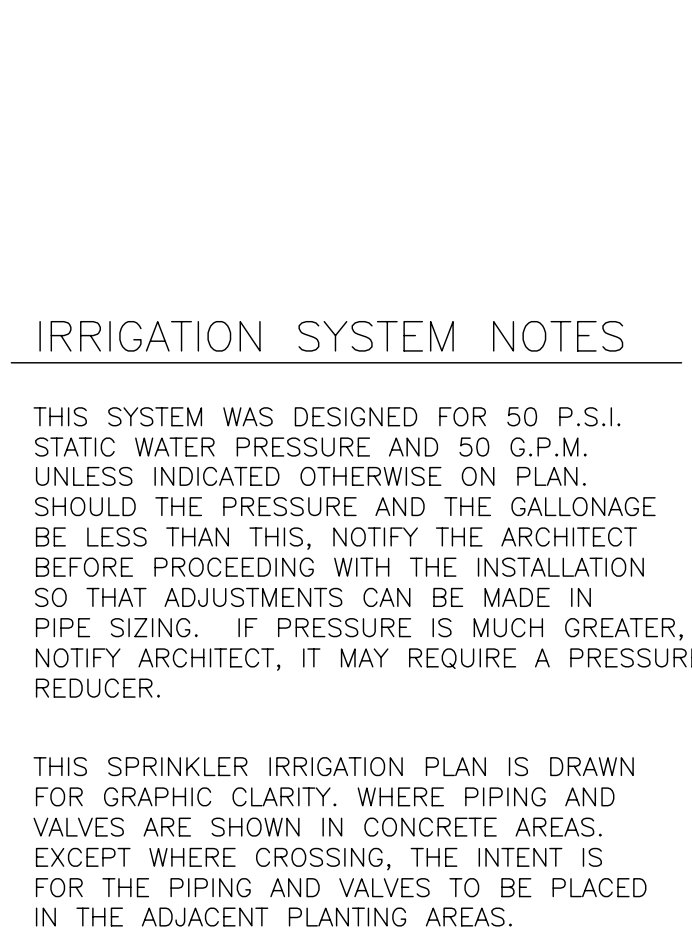 IRRIGATION SYSTEM NOTES
THIS SYSTEM WAS DESIGNED FOR 50 P.S.I.
STATIC WATER PRESSURE AND 50 G.P.M.
UNLESS INDICATED OTHERWISE ON PLAN.
SHOULD THE PRESSURE AND THE GALLONAGE
BE LESS THAN THIS, NOTIFY THE ARCHITECT
BEFORE PROCEEDING WITH THE INSTALLATION
SO THAT ADJUSTMENTS CAN BE MADE IN
PIPE SIZING. IF PRESSURE IS MUCH GREATER,
NOTIFY ARCHITECT, IT MAY REQUIRE A PRESSURE
REDUCER.
THIS SPRINKLER IRRIGATION PLAN IS DRAWN
FOR GRAPHIC CLARITY. WHERE PIPING AND
VALVES ARE SHOWN IN CONCRETE AREAS.
EXCEPT WHERE CROSSING, THE INTENT IS
FOR THE PIPING AND VALVES TO BE PLACED
IN THE ADJACENT PLANTING AREAS.